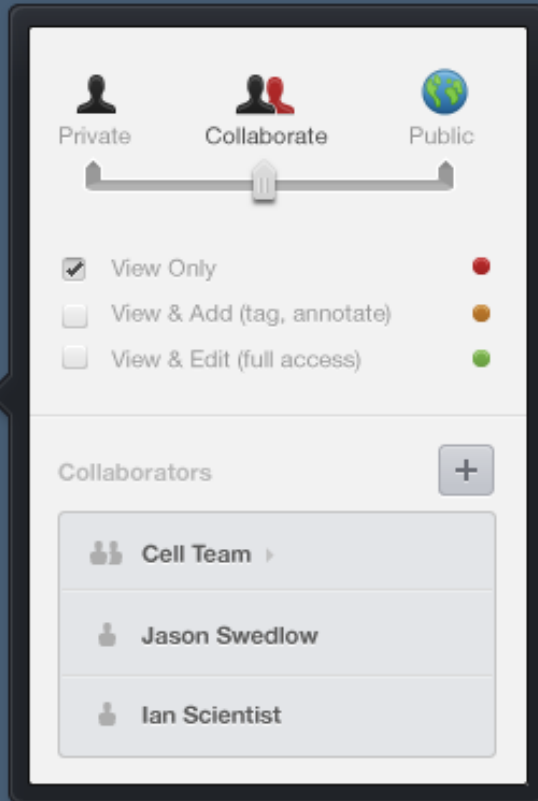 Private Collaborate Public
View Only
View & Add (tag, annotate)
View & Edit (full access)
Collaborators +
Cell Team
Jason Swedlow
Ian Scientist